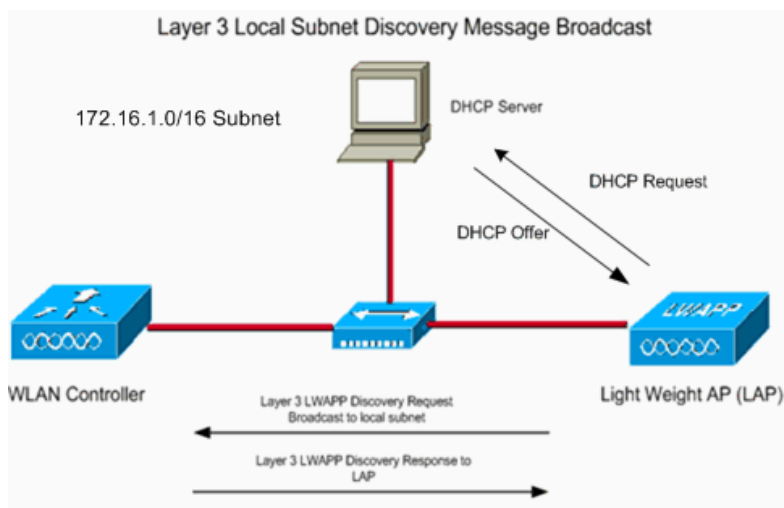 Layer 3 Local Subnet Discovery Message Broadcast
172.16.1.0/16 Subnet
DHCP Server
DHCP Request
DHCP Offer
LWAPP
WLAN Controller
Light Weight AP (LAP)
Layer 3 LWAPP Discovery Request
Broadcast to local subnet
Layer 3 LWAPP Discovery Response to
LAP